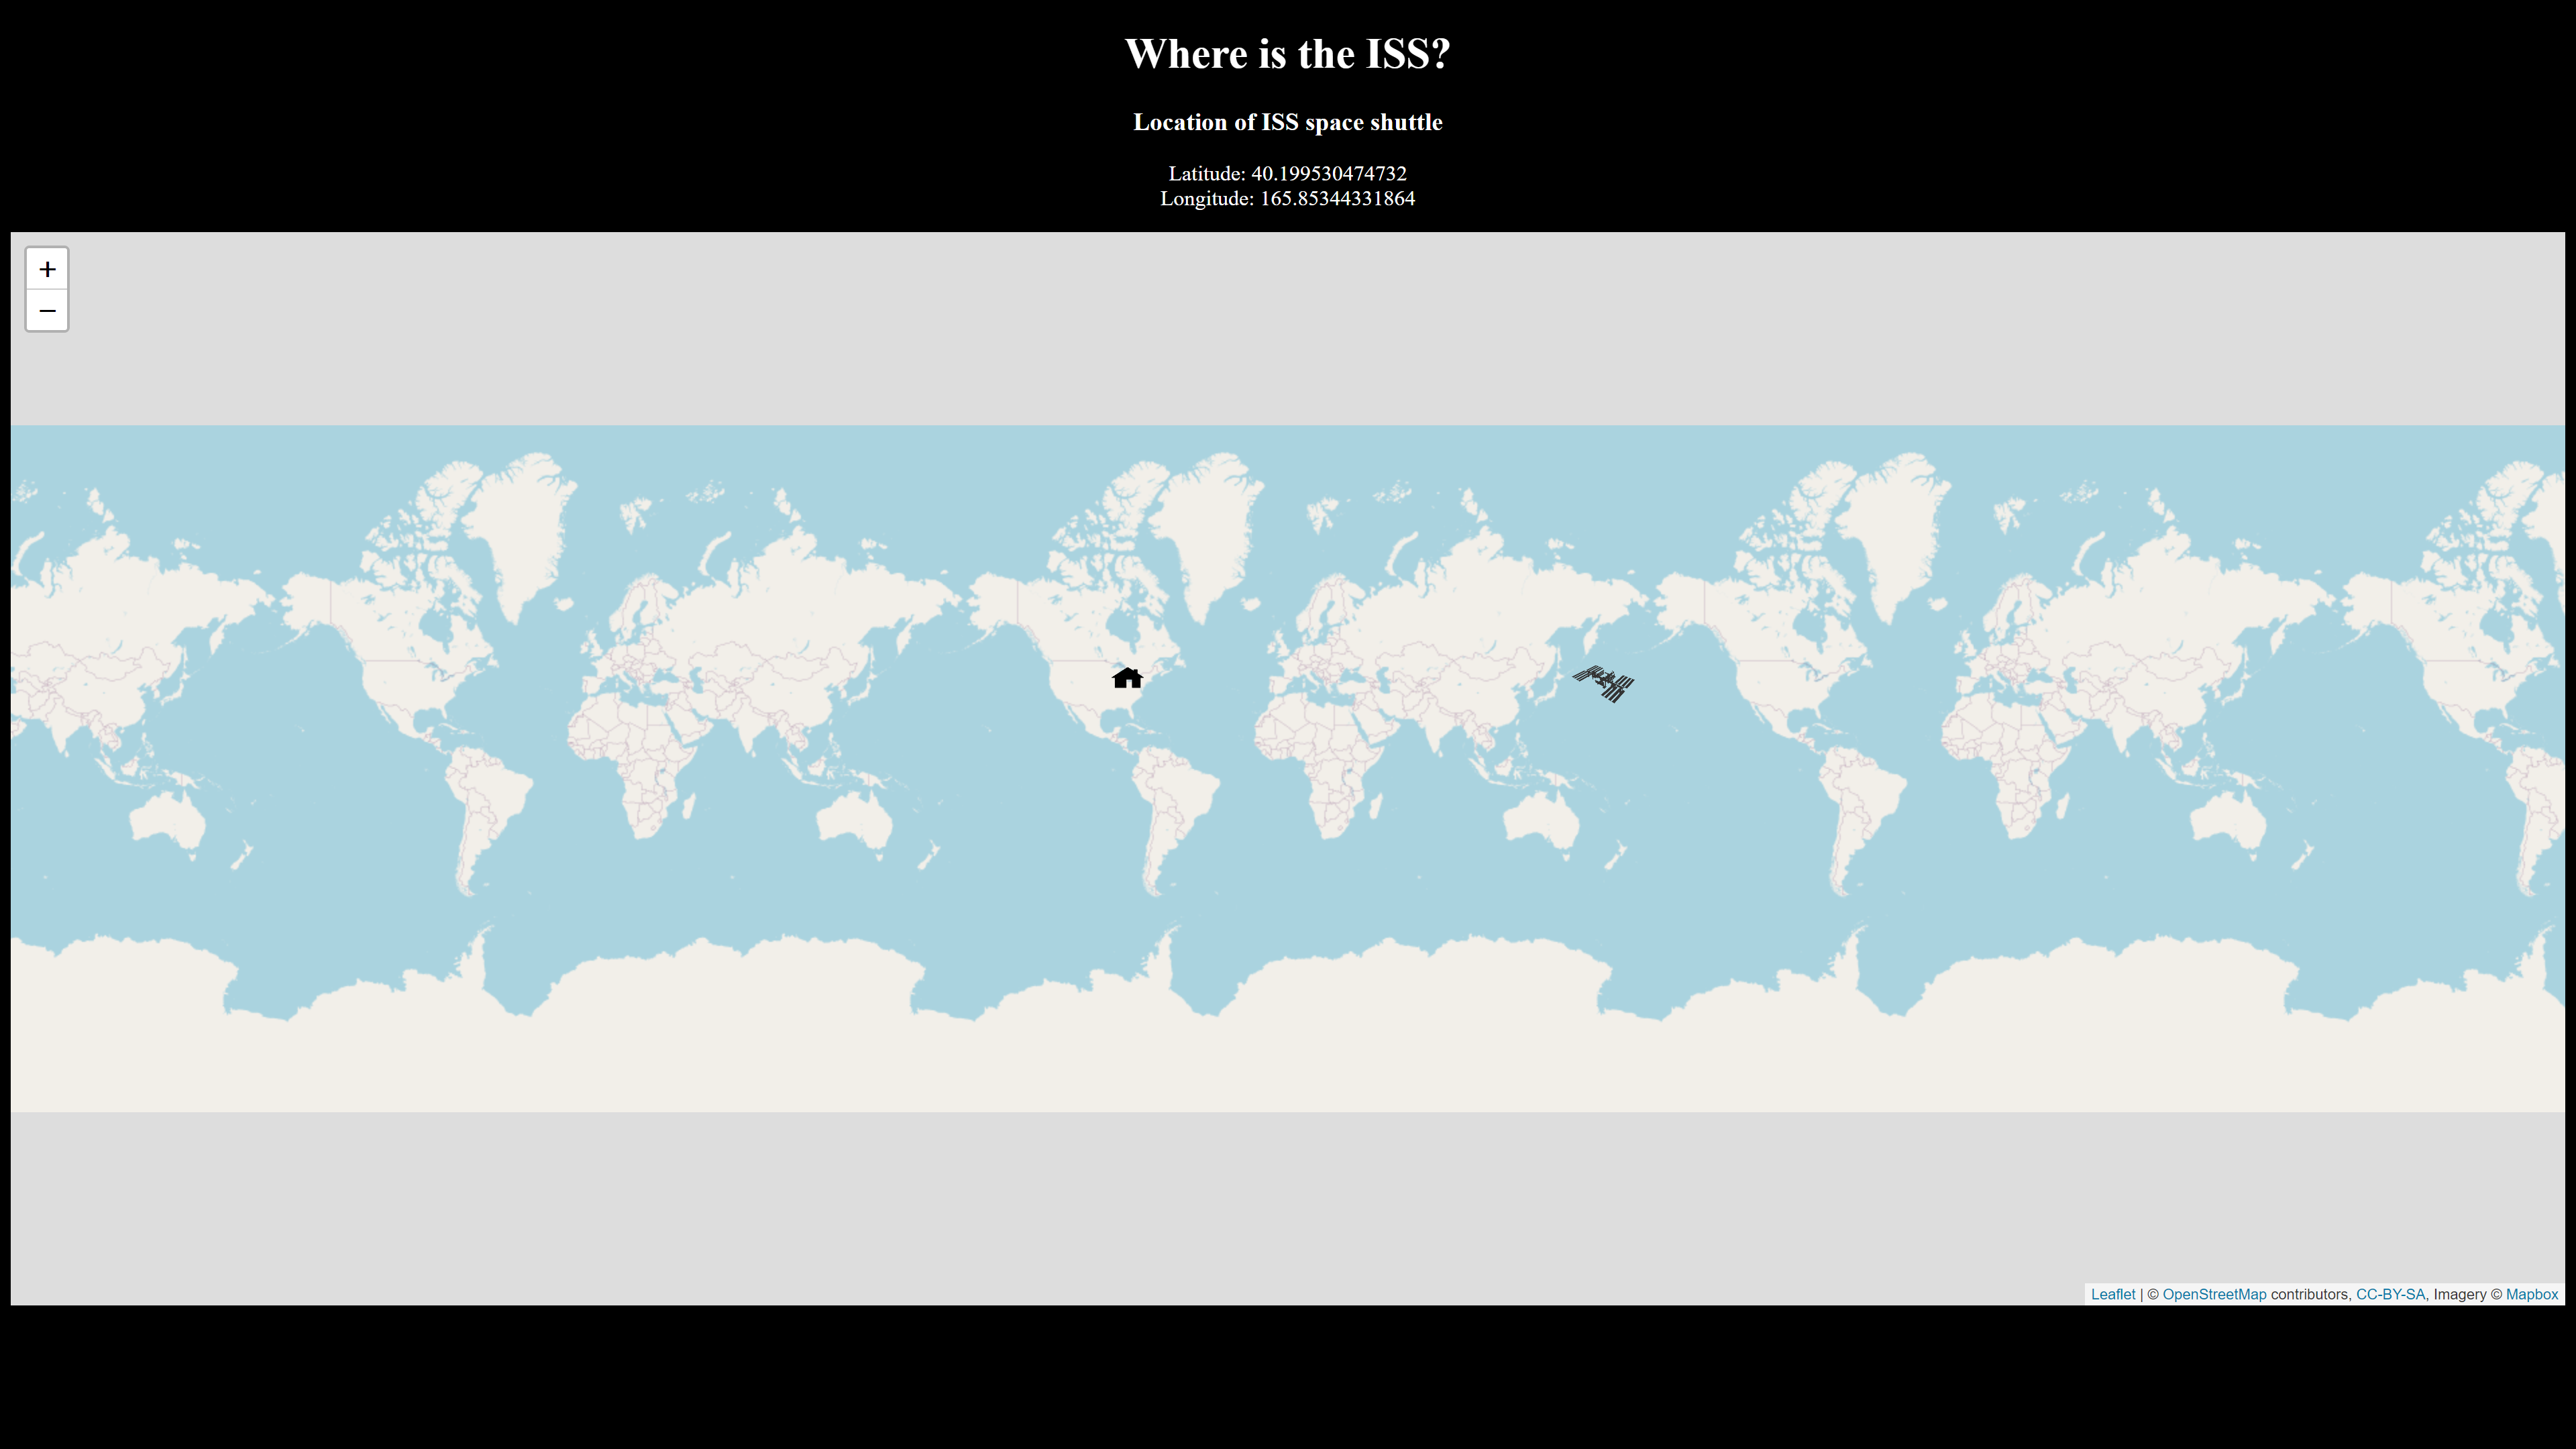 Where is the ISS?
Location of ISS space shuttle
Latitude: 40.199530474732
Longitude: 165.85344331864
+
−
Leaflet | © OpenStreetMap contributors, CC-BY-SA, Imagery © Mapbox